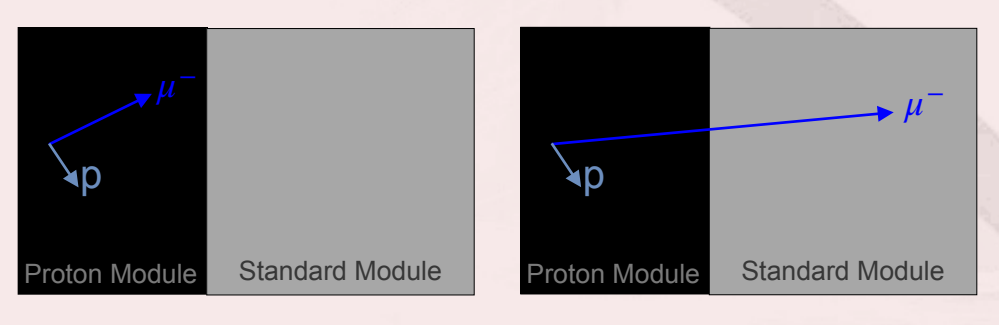 μ⁻
p
Proton Module
Standard Module
μ⁻
p
Proton Module
Standard Module